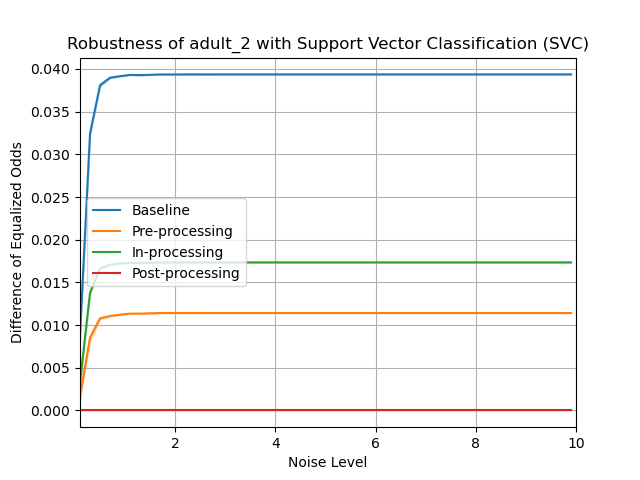 Robustness of adult_2 with Support Vector Classification (SVC)
0.040
0.035
0.030
0.025
0.020
0.015
0.010
0.005
0.000
Difference of Equalized Odds
Baseline
Pre-processing
In-processing
Post-processing
2
4
6
8
10
Noise Level